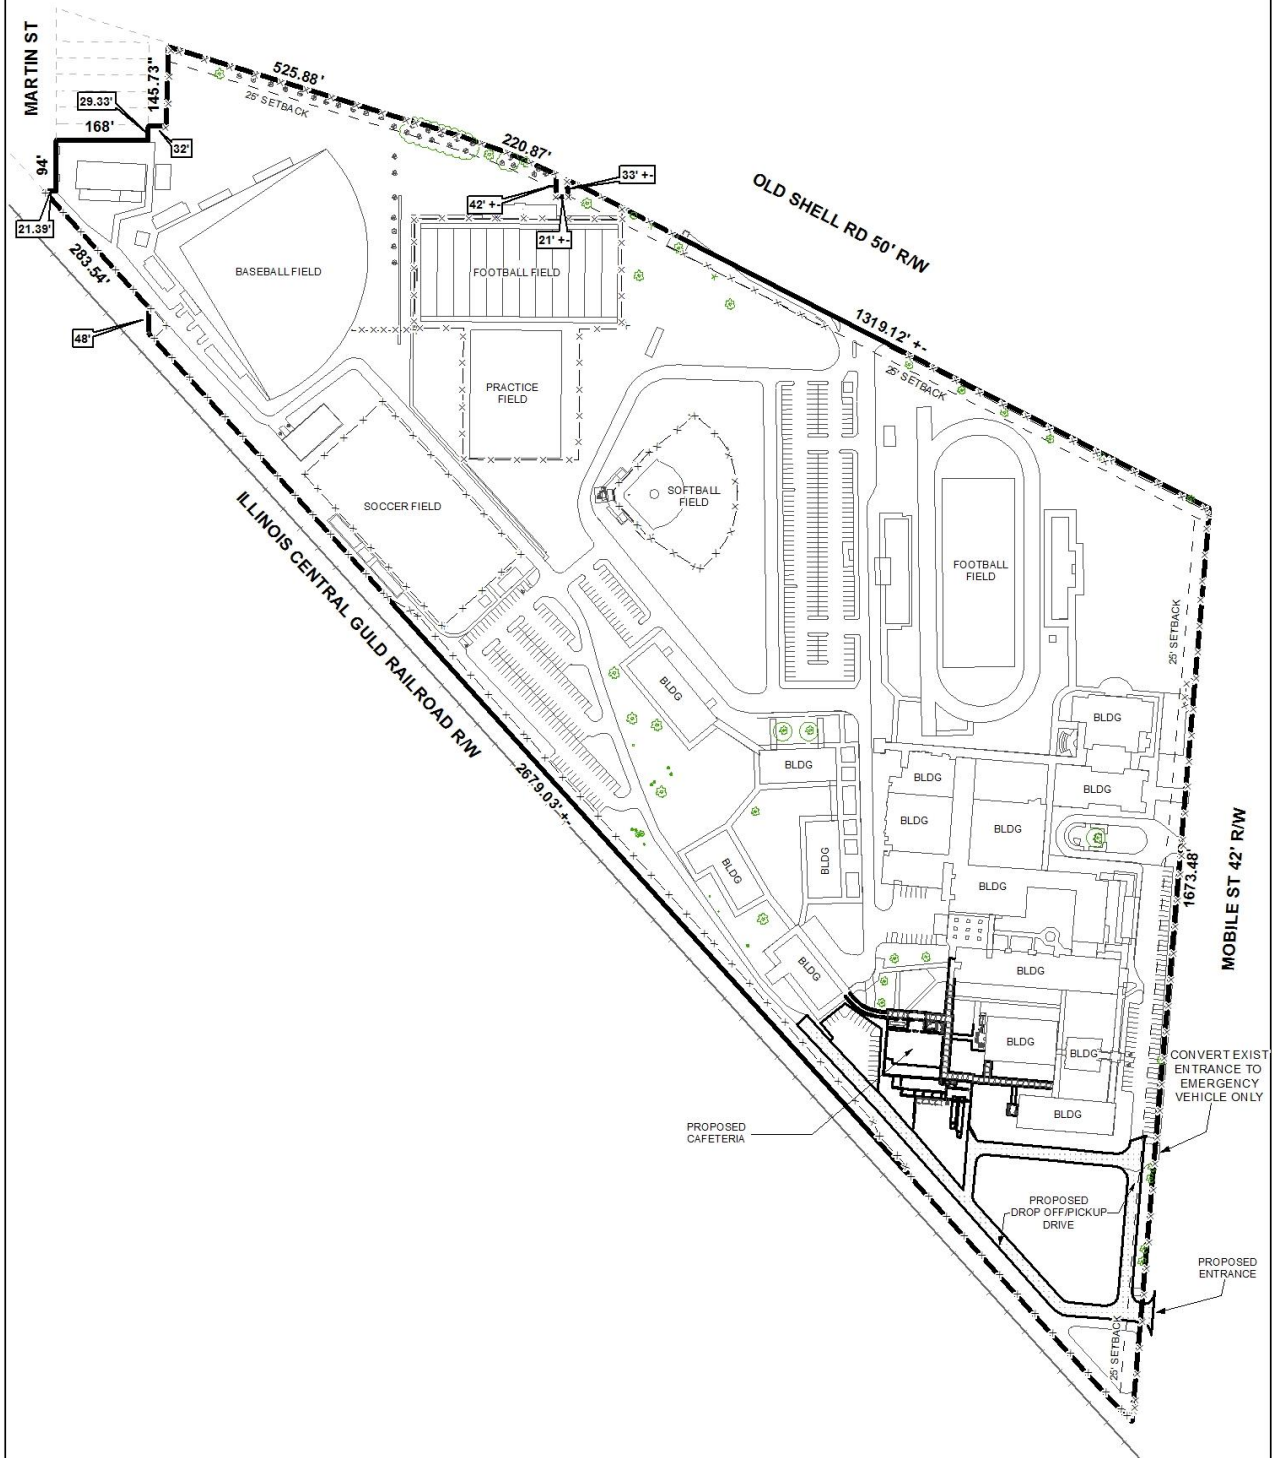 MARTIN ST
525.88'
145.73"
29.33'
25' SETBACK
168'
32'
220.87'
94'
33' +-
42' +-
OLD SHELL RD 50' R/W
21.39'
21' +-
283.54'
BASEBALL FIELD
FOOTBALL FIELD
48'
1319.12' +-
25' SETBACK
PRACTICE
FIELD
SOFTBALL
FIELD
SOCCER FIELD
ILLINOIS CENTRAL GULD RAILROAD R/W
FOOTBALL
FIELD
25' SETBACK
BLDG
BLDG
BLDG
BLDG
BLDG
2679.03' +-
BLDG
BLDG
BLDG
BLDG
1673.48'
MOBILE ST 42' R/W
BLDG
BLDG
BLDG
BLDG
BLDG
BLDG
CONVERT EXIST
ENTRANCE TO
EMERGENCY
VEHICLE ONLY
BLDG
PROPOSED
CAFETERIA
PROPOSED
DROP OFF/PICKUP
DRIVE
PROPOSED
ENTRANCE
25' SETBACK